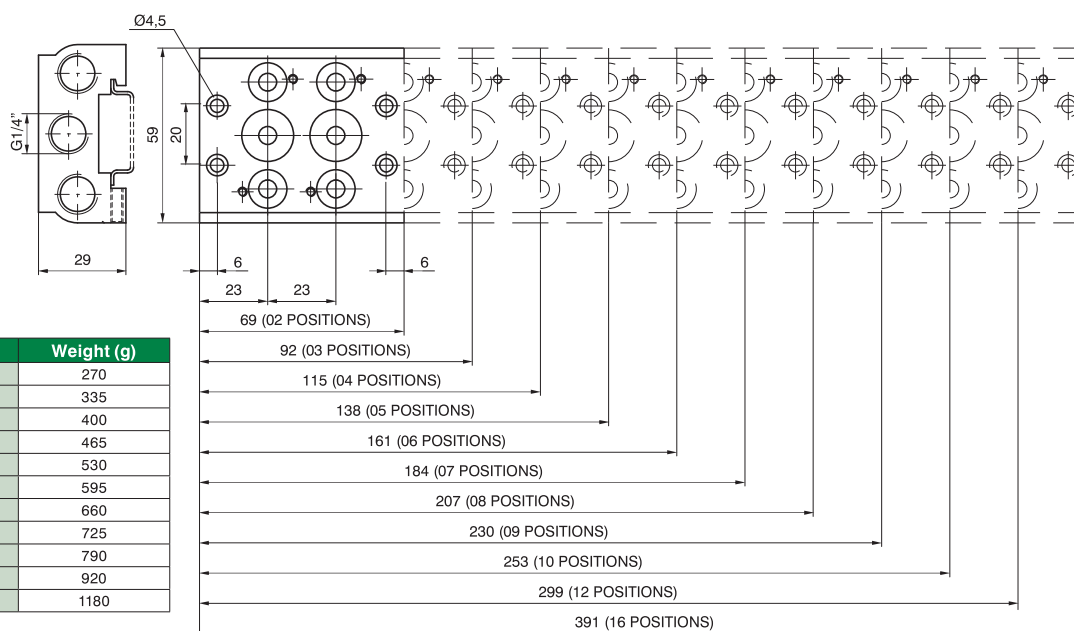 Ø4,5
G1/4"
59
20
29
6
6
23
23
69 (02 POSITIONS)
92 (03 POSITIONS)
115 (04 POSITIONS)
138 (05 POSITIONS)
161 (06 POSITIONS)
184 (07 POSITIONS)
207 (08 POSITIONS)
230 (09 POSITIONS)
253 (10 POSITIONS)
299 (12 POSITIONS)
391 (16 POSITIONS)
Weight (g)
270
335
400
465
530
595
660
725
790
920
1180